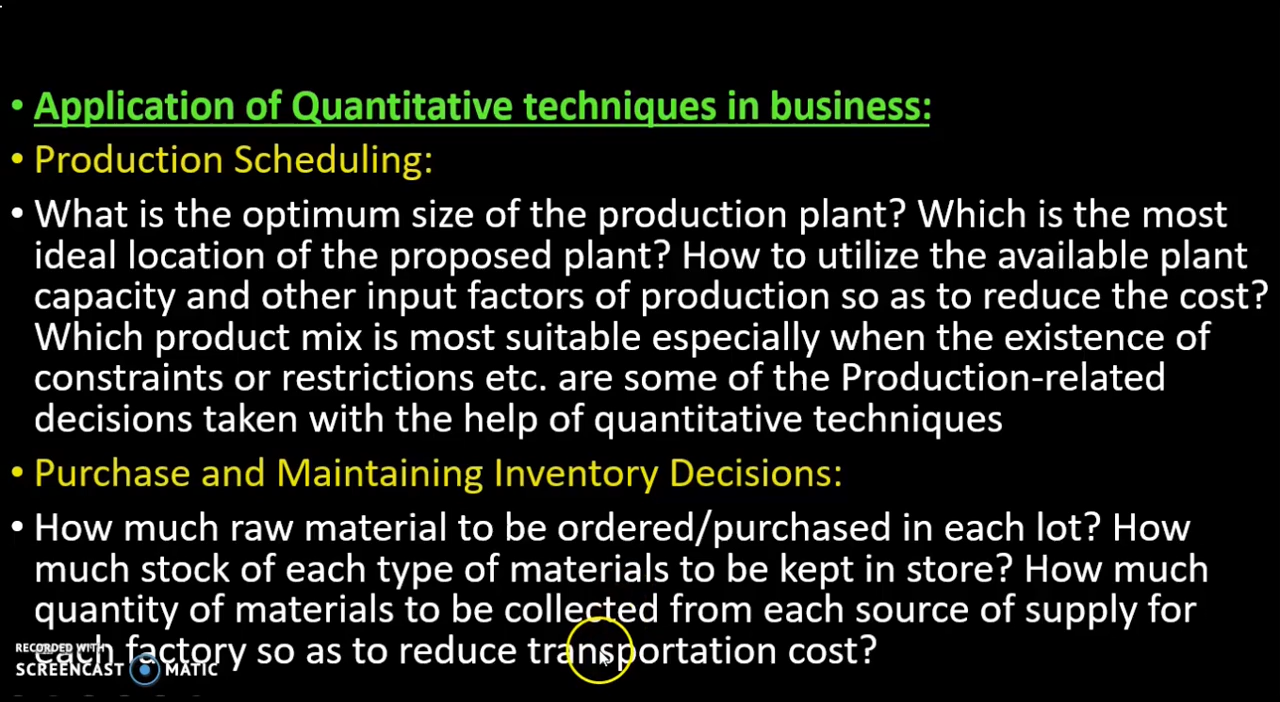 • Application of Quantitative techniques in business:
• Production Scheduling:
• What is the optimum size of the production plant? Which is the most
ideal location of the proposed plant? How to utilize the available plant
capacity and other input factors of production so as to reduce the cost?
Which product mix is most suitable especially when the existence of
constraints or restrictions etc. are some of the Production-related
decisions taken with the help of quantitative techniques
• Purchase and Maintaining Inventory Decisions:
• How much raw material to be ordered/purchased in each lot? How
much stock of each type of materials to be kept in store? How much
quantity of materials to be collected from each source of supply for
each factory so as to reduce transportation cost?
RECORDED WITH
SCREENCAST MATIC